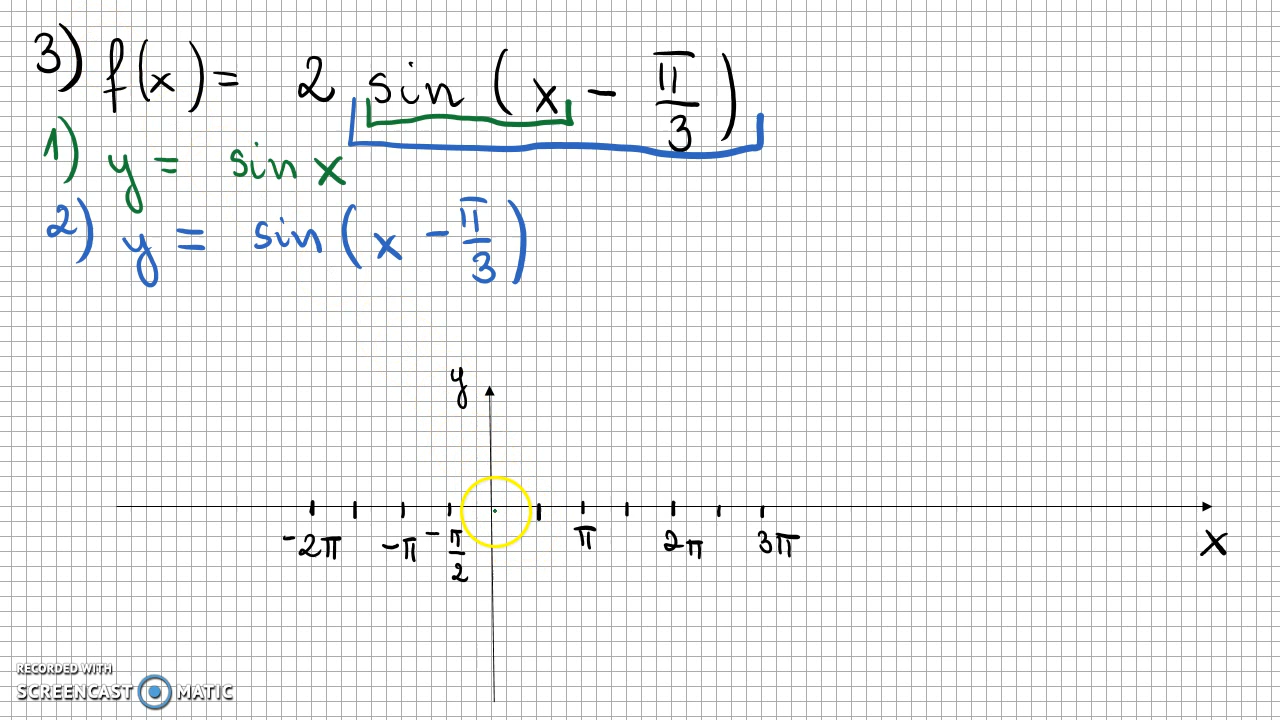 3) f(x) = 2 sin (x - π/3)
1) y = sin x
2) y = sin (x - π/3)
y
-2π -π -π/2 π 2π 3π
x
RECORDED WITH
SCREENCAST MATIC